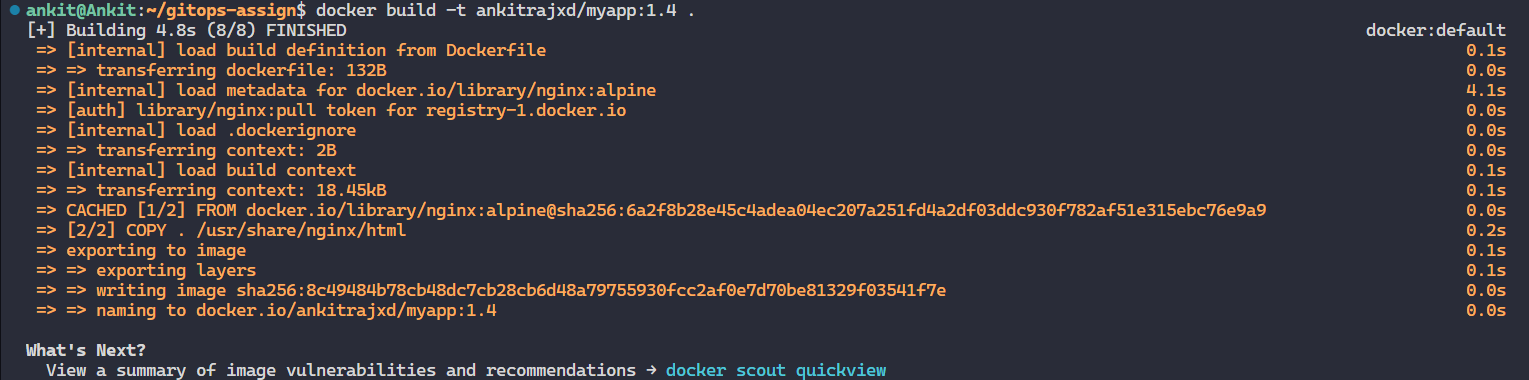 ankit@Ankit:~/gitops-assign$ docker build -t ankitrajxd/myapp:1.4 .
[+] Building 4.8s (8/8) FINISHED docker:default
=> [internal] load build definition from Dockerfile 0.1s
=> => transferring dockerfile: 132B 0.0s
=> [internal] load metadata for docker.io/library/nginx:alpine 4.1s
=> [auth] library/nginx:pull token for registry-1.docker.io 0.0s
=> [internal] load .dockerignore 0.0s
=> => transferring context: 2B 0.0s
=> [internal] load build context 0.1s
=> => transferring context: 18.45kB 0.1s
=> CACHED [1/2] FROM docker.io/library/nginx:alpine@sha256:6a2f8b28e45c4adea04ec207a251fd4a2df03ddc930f782af51e315ebc76e9a9 0.0s
=> [2/2] COPY . /usr/share/nginx/html 0.2s
=> exporting to image 0.1s
=> => exporting layers 0.1s
=> => writing image sha256:8c49484b78cb48dc7cb28cb6d48a79755930fcc2af0e7d70be81329f03541f7e 0.0s
=> => naming to docker.io/ankitrajxd/myapp:1.4 0.0s
What's Next?
View a summary of image vulnerabilities and recommendations → docker scout quickview